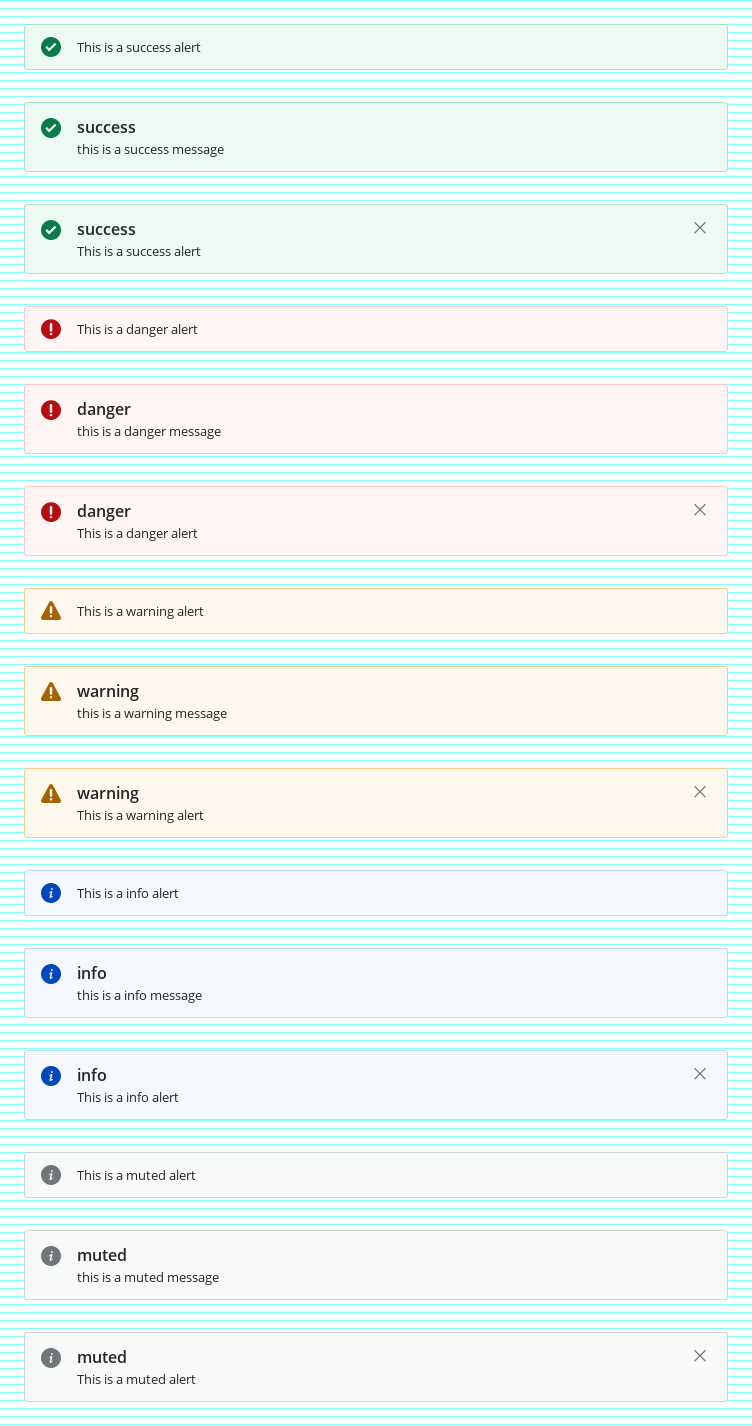 This is a success alert
success
this is a success message
success
This is a success alert
This is a danger alert
danger
this is a danger message
danger
This is a danger alert
This is a warning alert
warning
this is a warning message
warning
This is a warning alert
This is a info alert
info
this is a info message
info
This is a info alert
This is a muted alert
muted
this is a muted message
muted
This is a muted alert